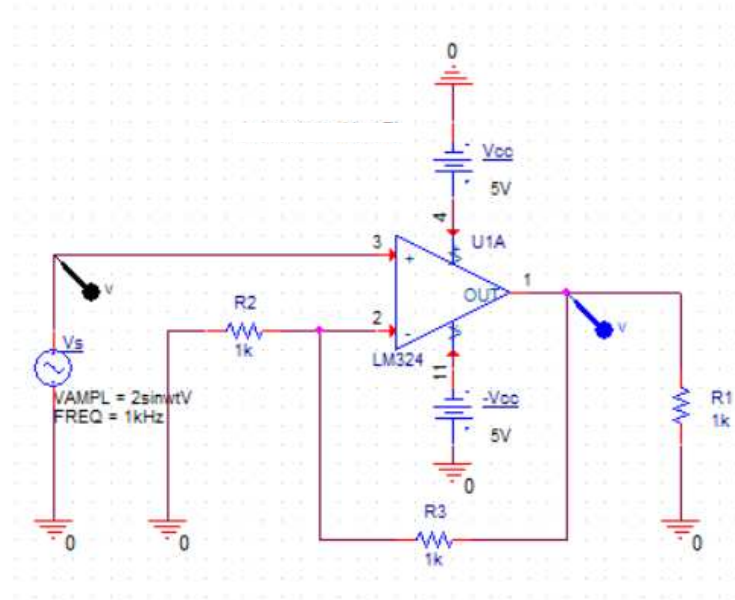 0
Vcc
5V
4
U1A
3
+
1
OUT
R2
2
-
1k
LM324
V
V
Vs
11
-Vcc
VAMPL = 2sinwtV
FREQ = 1kHz
5V
R1
1k
0
R3
1k
0
0
0